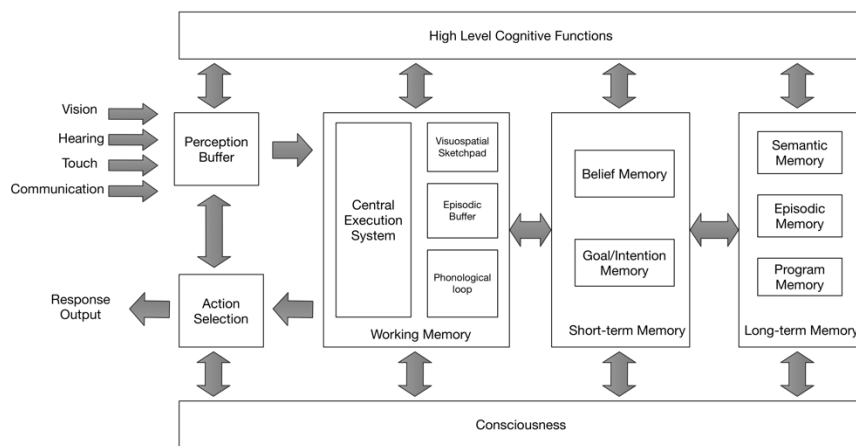 High Level Cognitive Functions
Vision
Hearing
Touch
Communication
Perception
Buffer
Central
Execution
System
Visuospatial
Sketchpad
Episodic
Buffer
Phonological
loop
Working Memory
Belief Memory
Goal/Intention
Memory
Short-term Memory
Semantic
Memory
Episodic
Memory
Program
Memory
Long-term Memory
Response
Output
Action
Selection
Consciousness